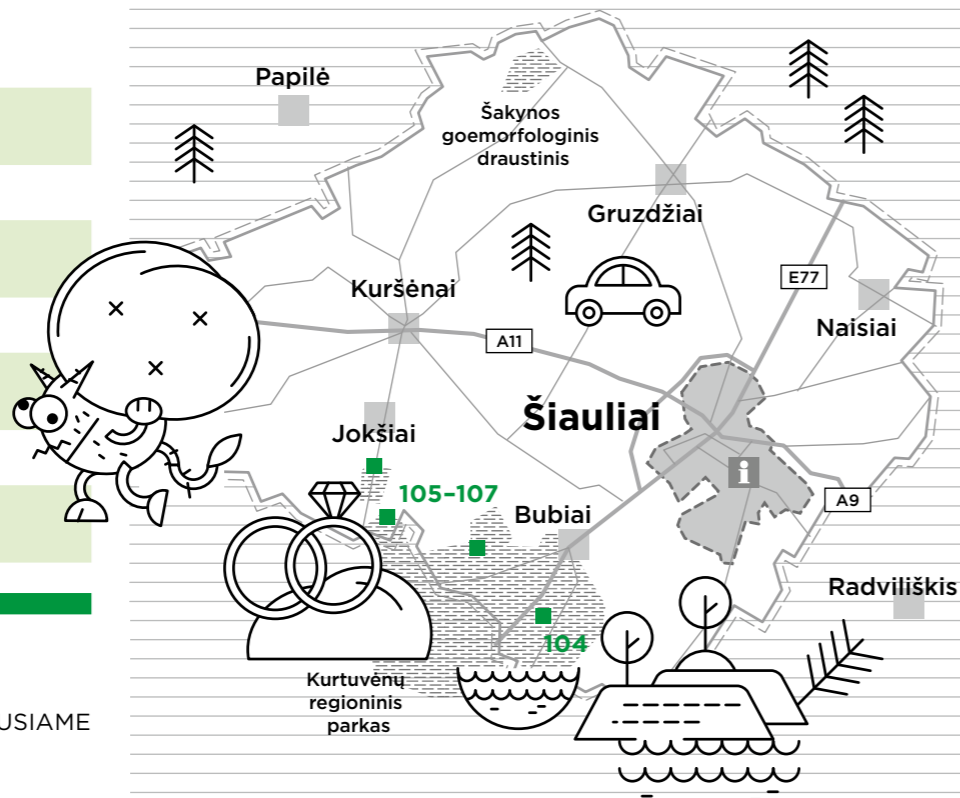 Papilė
Šakynos
goemorfologinis
draustinis
Gruzdžiai
E77
Kuršėnai
Naisiai
A11
Šiauliai
Jokšiai
i
105–107
A9
Bubiai
Radviliškis
104
Kurtuvėnų
regioninis
parkas
USIAME